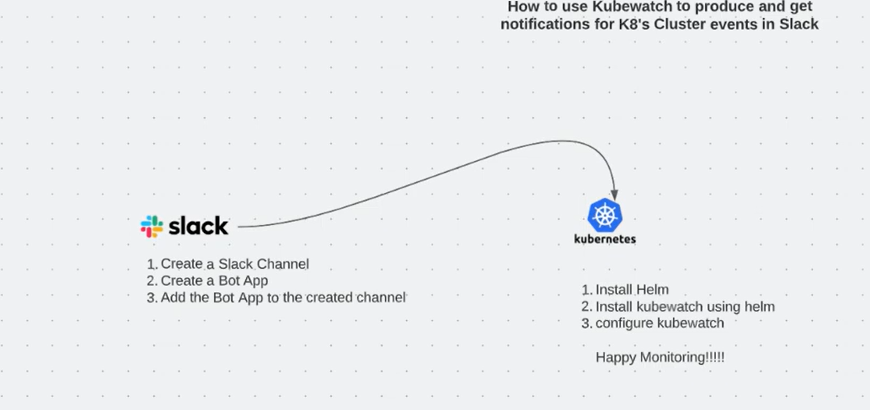 How to use Kubewatch to produce and get
notifications for K8's Cluster events in Slack
slack
1. Create a Slack Channel
2. Create a Bot App
3. Add the Bot App to the created channel
kubernetes
1. Install Helm
2. Install kubewatch using helm
3. configure kubewatch
Happy Monitoring!!!!!